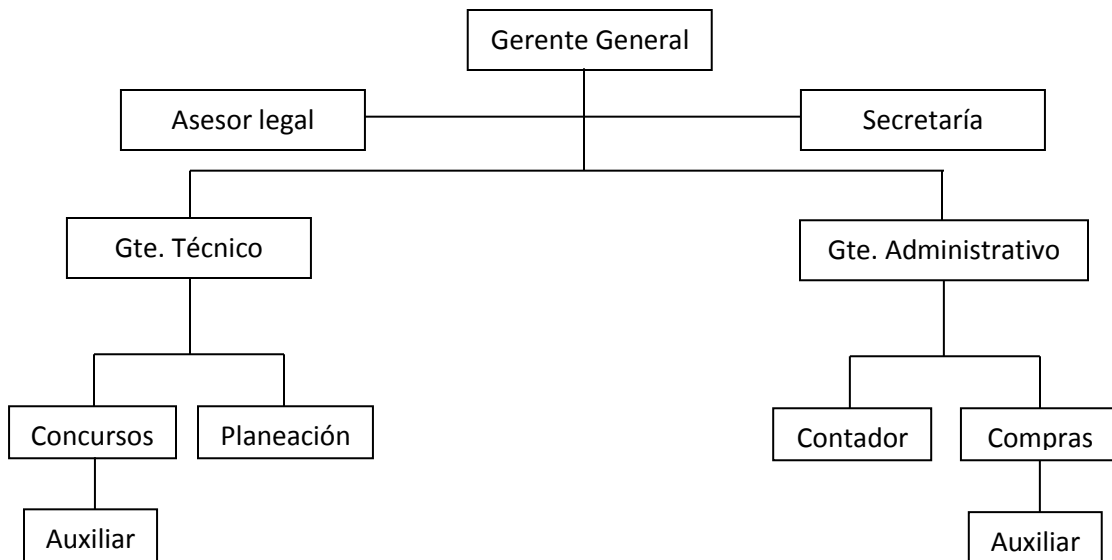 Gerente General
Asesor legal
Secretaría
Gte. Técnico
Gte. Administrativo
Concursos
Planeación
Contador
Compras
Auxiliar
Auxiliar